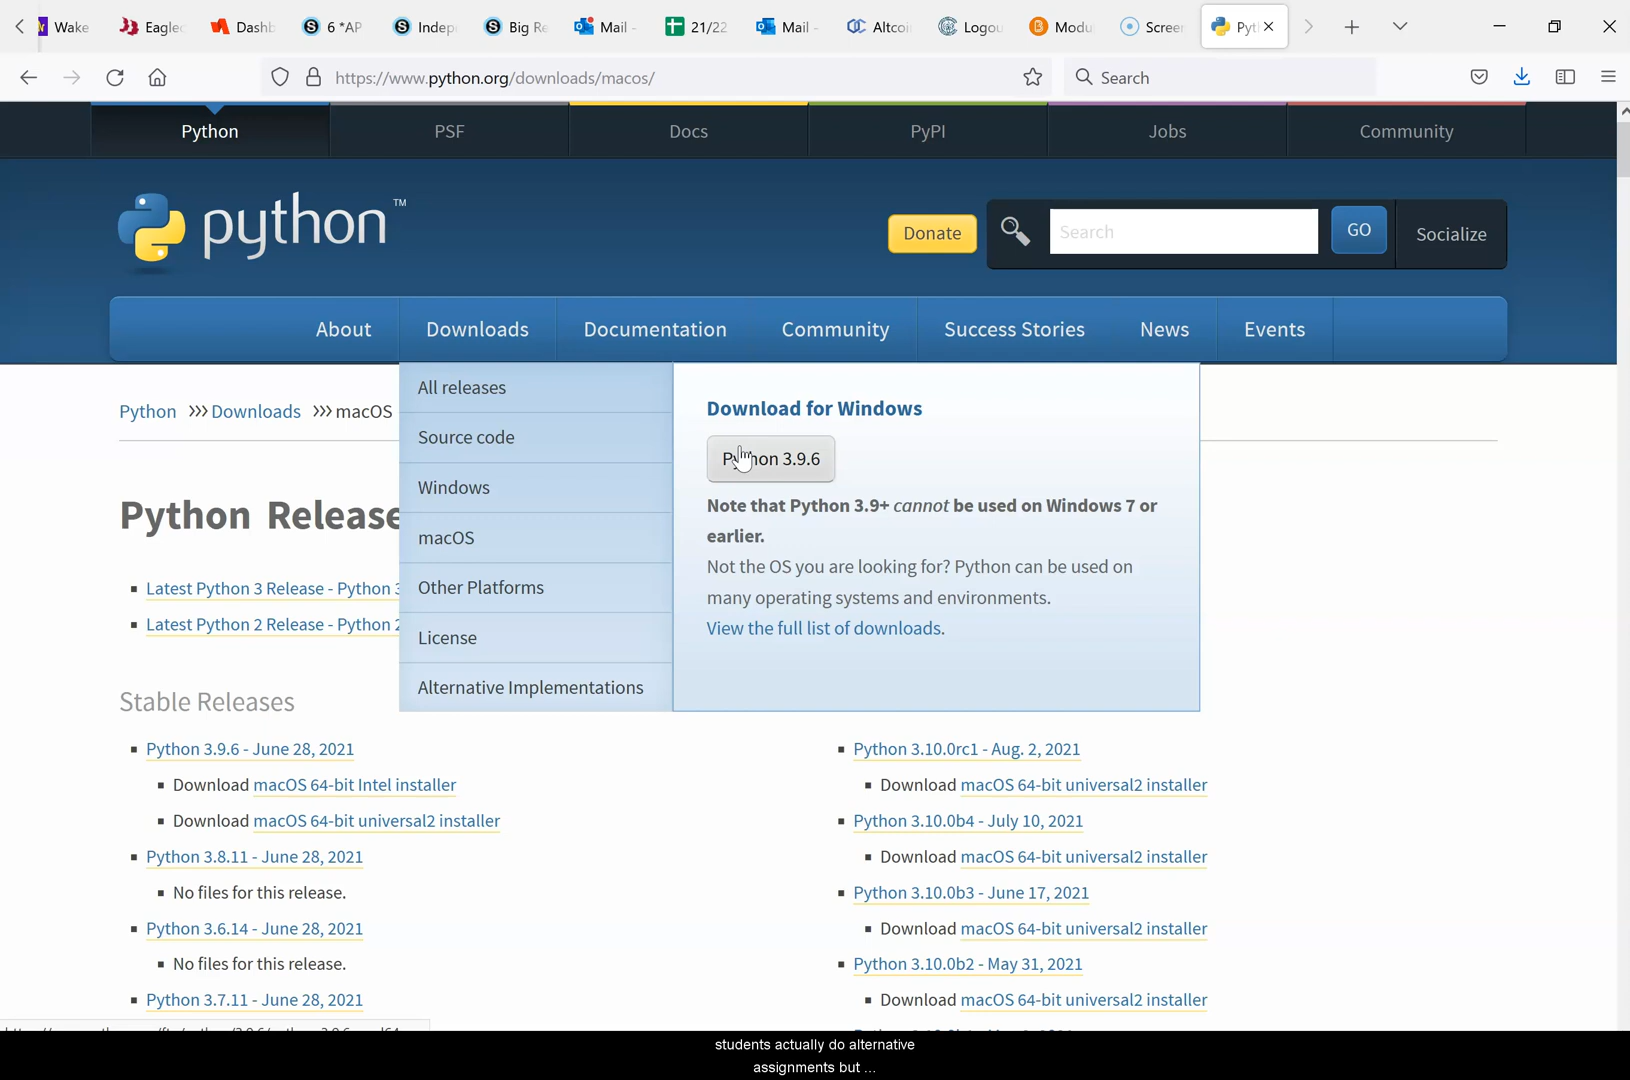 Wake
Eagle
Dashb
6 *AP
Indep
Big Re
Mail -
21/22
Mail -
Altcoi
Logou
Modu
Scree
Pyt
https://www.python.org/downloads/macos/
Search
Python
PSF
Docs
PyPI
Jobs
Community
python™
Donate
Search
GO
Socialize
About
Downloads
Documentation
Community
Success Stories
News
Events
All releases
Source code
Windows
macOS
Other Platforms
License
Alternative Implementations
Download for Windows
Python 3.9.6
Note that Python 3.9+ cannot be used on Windows 7 or
earlier.
Not the OS you are looking for? Python can be used on
many operating systems and environments.
View the full list of downloads.
Python >>> Downloads >>> macOS
Python Release
Latest Python 3 Release - Python 3
Latest Python 2 Release - Python 2
Stable Releases
Python 3.9.6 - June 28, 2021
Download macOS 64-bit Intel installer
Download macOS 64-bit universal2 installer
Python 3.8.11 - June 28, 2021
No files for this release.
Python 3.6.14 - June 28, 2021
No files for this release.
Python 3.7.11 - June 28, 2021
Python 3.10.0rc1 - Aug. 2, 2021
Download macOS 64-bit universal2 installer
Python 3.10.0b4 - July 10, 2021
Download macOS 64-bit universal2 installer
Python 3.10.0b3 - June 17, 2021
Download macOS 64-bit universal2 installer
Python 3.10.0b2 - May 31, 2021
Download macOS 64-bit universal2 installer
students actually do alternative
assignments but ...